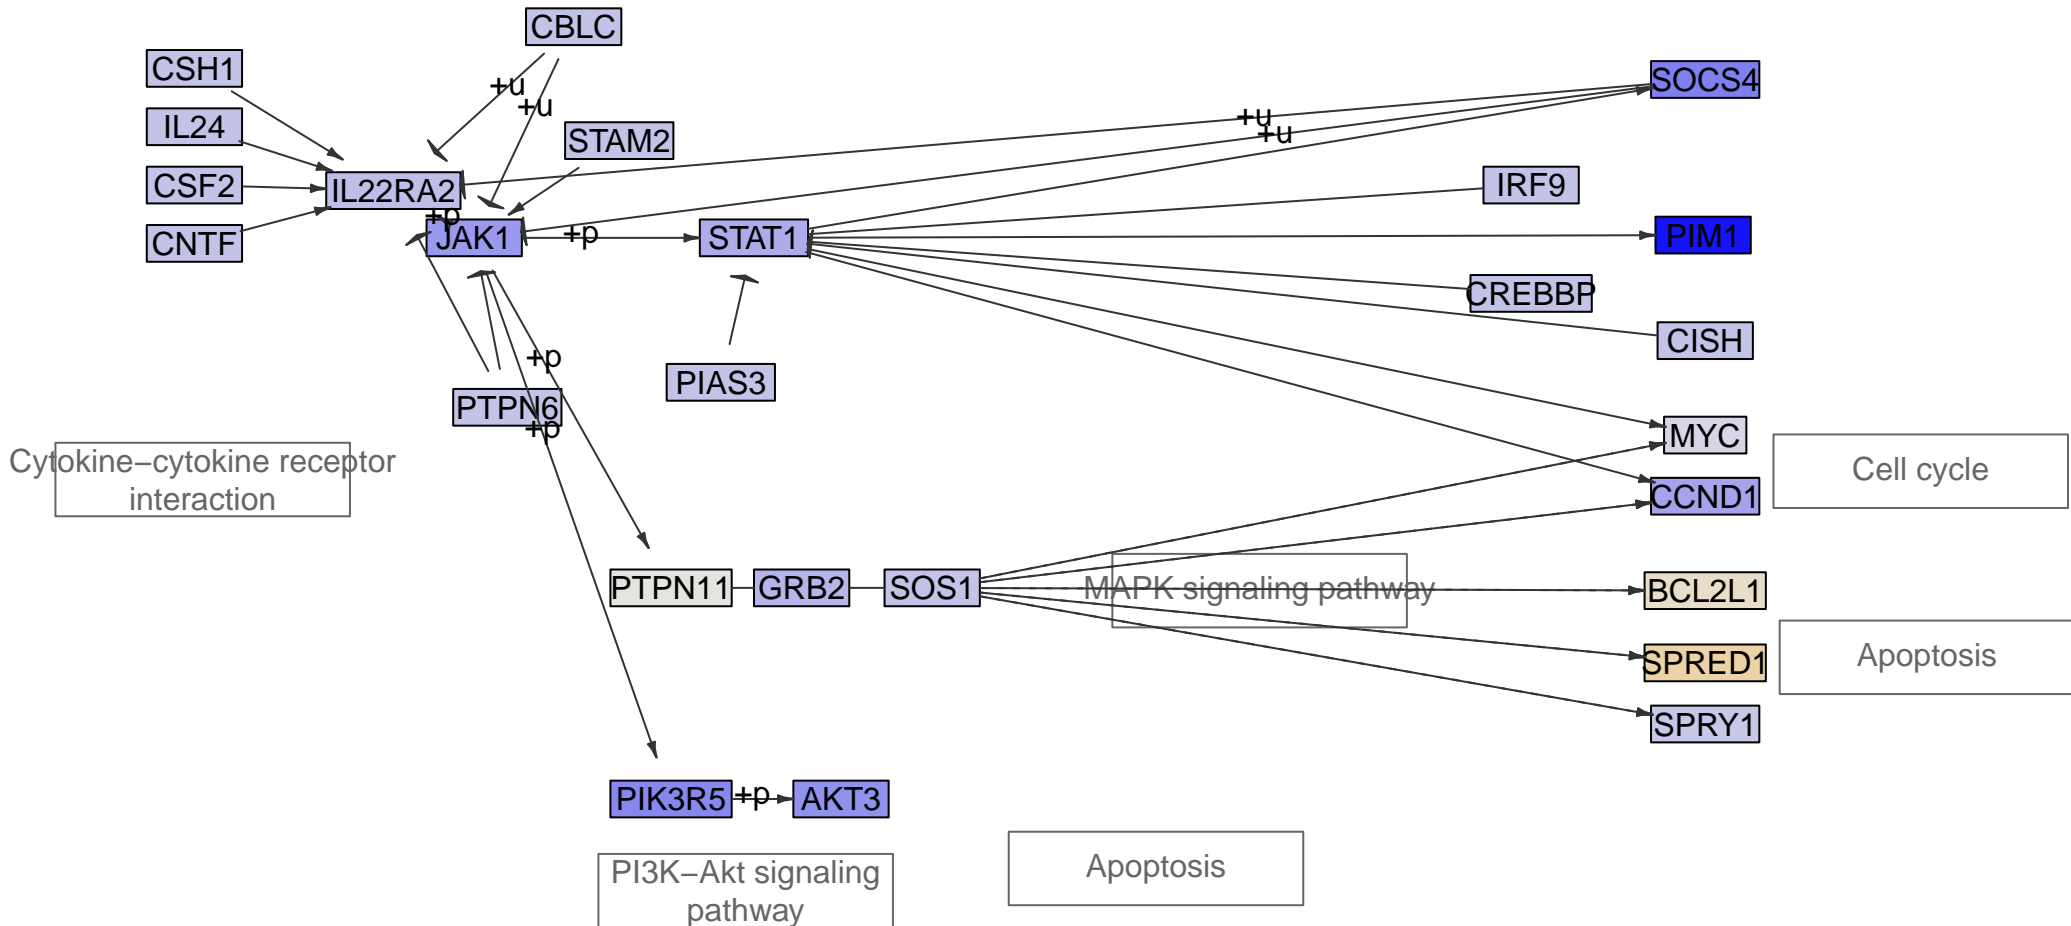 CBLC
CSH1
+u
SOCS4
+u
IL24
+u
+u
STAM2
CSF2
IL22RA2
IRF9
+p
CNTF
JAK1
+p
STAT1
PIM1
CREBBP
CISH
+p
PIAS3
PTPN6
+p
MYC
Cytokine–cytokine receptor
interaction
Cell cycle
CCND1
PTPN11
GRB2
SOS1
MAPK signaling pathway
BCL2L1
SPRED1
Apoptosis
SPRY1
PIK3R5
+p
AKT3
PI3K–Akt signaling
pathway
Apoptosis